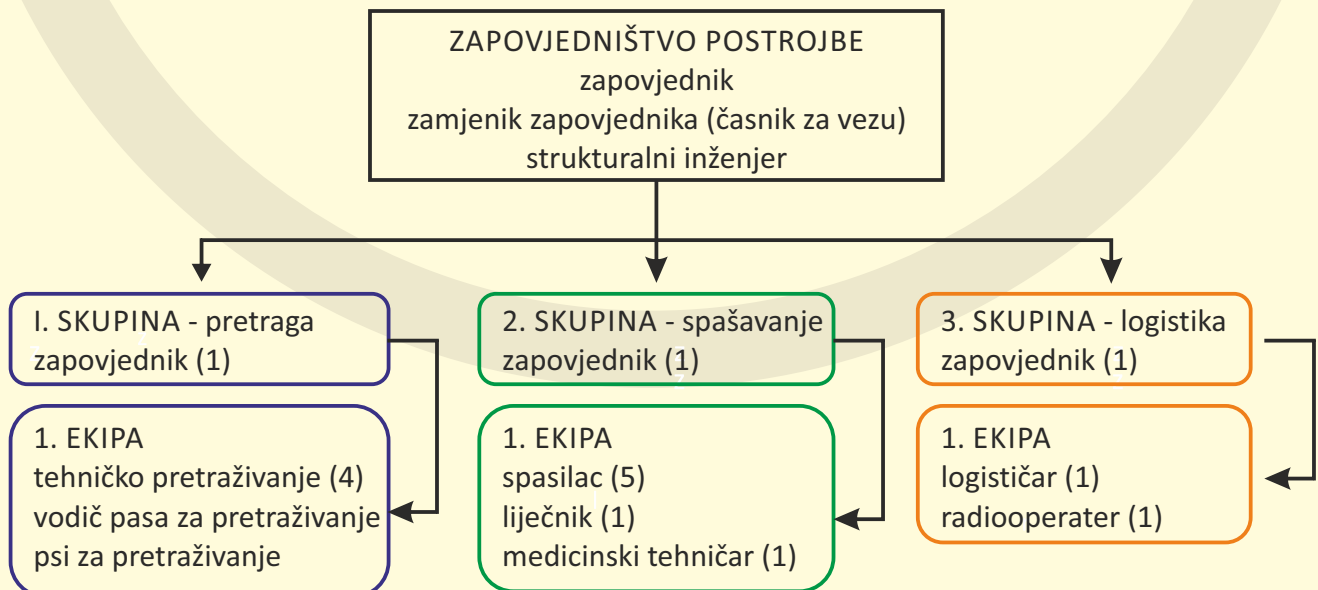 ZAPOVJEDNIŠTVO POSTROJBE
zapovjednik
zamjenik zapovjednika (časnik za vezu)
strukturalni inženjer
I. SKUPINA - pretraga
zapovjednik (1)
1. EKIPA
tehničko pretraživanje (4)
vodič pasa za pretraživanje
psi za pretraživanje
2. SKUPINA - spašavanje
zapovjednik (1)
1. EKIPA
spasilac (5)
liječnik (1)
medicinski tehničar (1)
3. SKUPINA - logistika
zapovjednik (1)
1. EKIPA
logističar (1)
radiooperater (1)